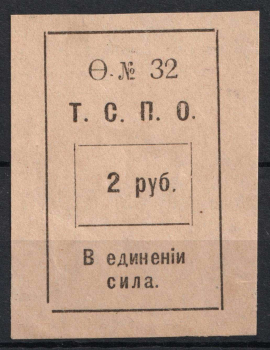 Ѳ. № 32
Т. С. П. О.
2 руб.
В единеніи
сила.